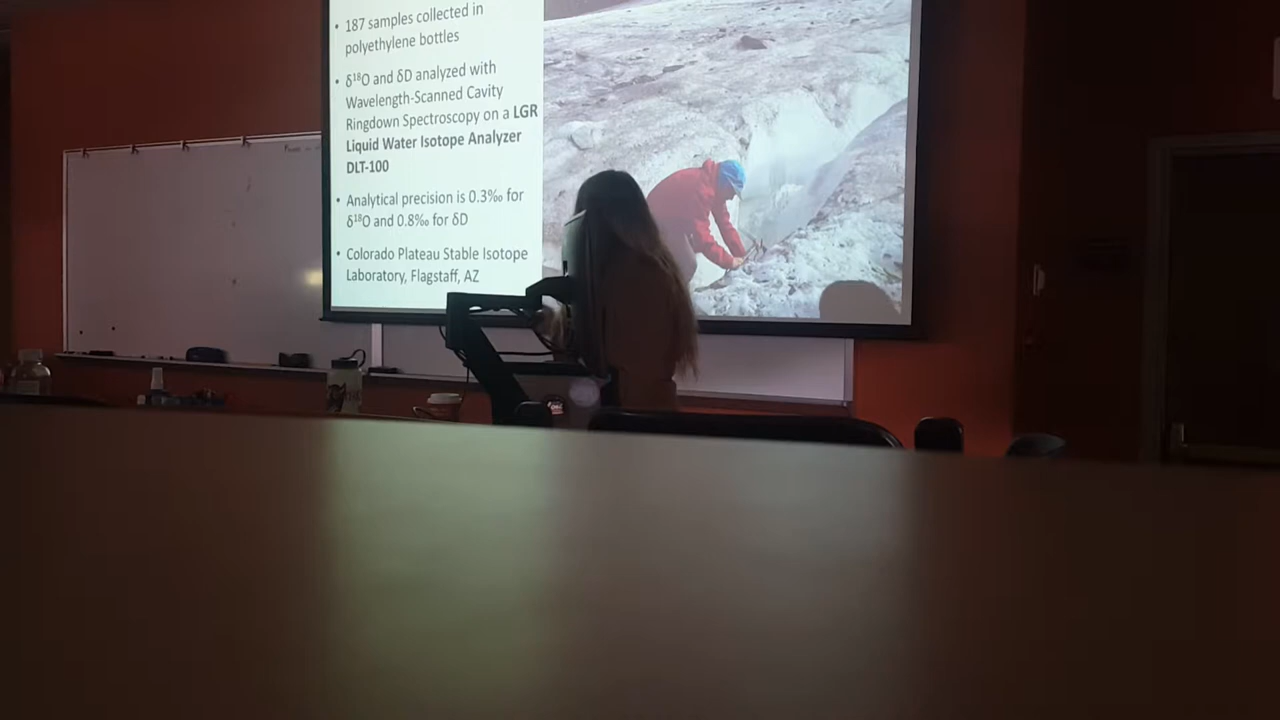 • 187 samples collected in
polyethylene bottles
• δ¹⁸O and δD analyzed with
Wavelength-Scanned Cavity
Ringdown Spectroscopy on a LGR
Liquid Water Isotope Analyzer
DLT-100
• Analytical precision is 0.3‰ for
δ¹⁸O and 0.8‰ for δD
• Colorado Plateau Stable Isotope
Laboratory, Flagstaff, AZ